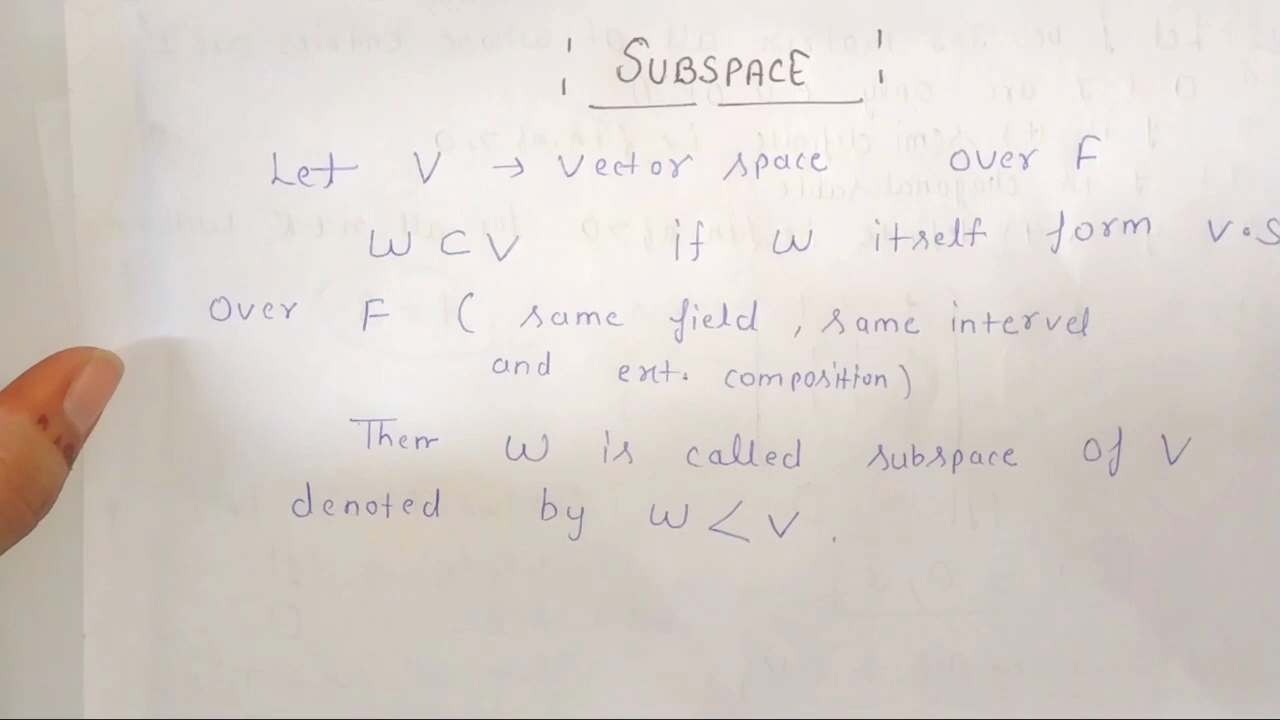 SUBSPACE
Let V → vector space over F
W ⊂ V if W itself form v.s
Over F ( same field , same intervel
and ext. composition )
Then W is called subspace of V
denoted by W < V .